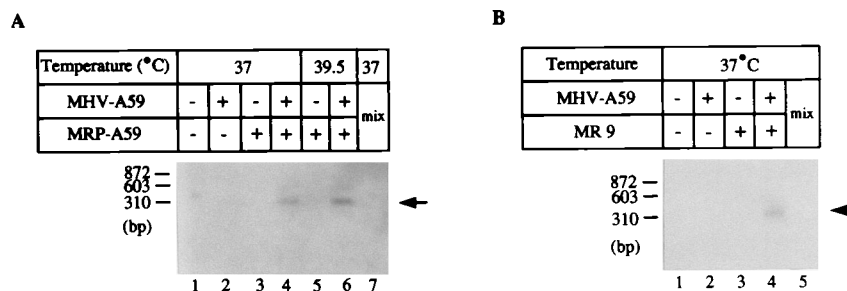 A
Temperature (°C) 37 39.5 37
MHV-A59 - + - + - + mix
MRP-A59 - - + + + +
872
603
310
(bp)
1 2 3 4 5 6 7
B
Temperature 37°C
MHV-A59 - + - + mix
MR 9 - - + +
872
603
310
(bp)
1 2 3 4 5